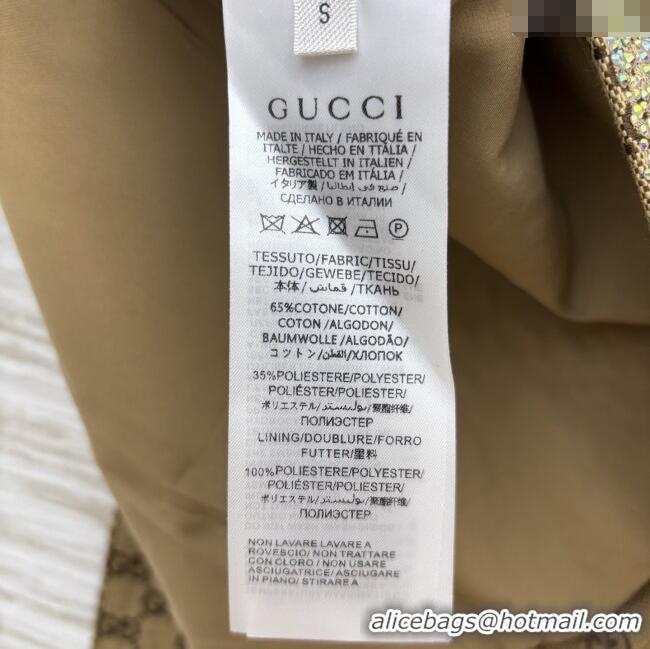 S
GUCCI
MADE IN ITALY / FABRIQUÉ EN
ITALTE / HECHO EN TTÀLIA /
HERGESTELLT IN ITALIEN /
FABRICADO EM ITÁLIA /
イタリア製 / صنع في إيطاليا /
СДЕЛАНО В ИТАЛИИ
P
TESSUTO/FABRIC/TISSU/
TEJIDO/GEWEBE/TECIDO/
本体/ قماش /ТКАНЬ
65%COTONE/COTTON/
COTON /ALGODON/
BAUMWOLLE /ALGODÃO/
コットン/القطن/ХЛОПОК
35%POLIESTERE/POLYESTER/
POLIÉSTER/POLYESTER/
ポリエステル/بوليستر/聚酯纤维/
ПОЛИЭСТЕР
LINING/DOUBLURE/FORRO
FUTTER/里料
100%POLIESTERE/POLYESTER/
POLIÉSTER/POLYESTER/
ポリエステル/بوليستر/聚酯纤维/
ПОЛИЭСТЕР
NON LAVARE LAVARE A
ROVESCIO/ NON TRATTARE
CON CLORO / NON USARE
ASCIUGATRICE/ ASCIUGARE
IN PIANO/ STIRARE A
alicebags@hotmail.com